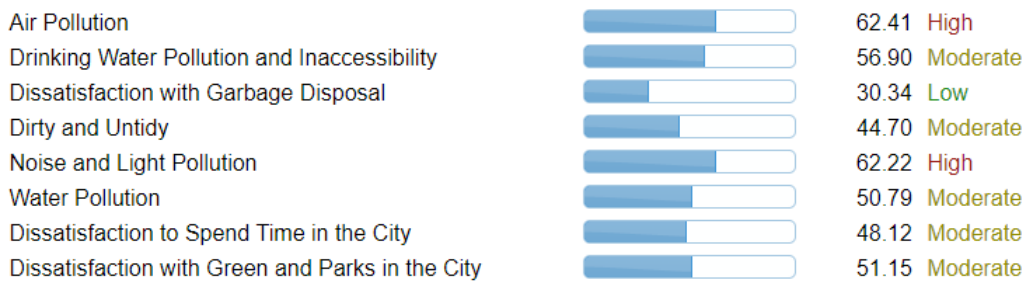 Air Pollution 62.41 High
Drinking Water Pollution and Inaccessibility 56.90 Moderate
Dissatisfaction with Garbage Disposal 30.34 Low
Dirty and Untidy 44.70 Moderate
Noise and Light Pollution 62.22 High
Water Pollution 50.79 Moderate
Dissatisfaction to Spend Time in the City 48.12 Moderate
Dissatisfaction with Green and Parks in the City 51.15 Moderate